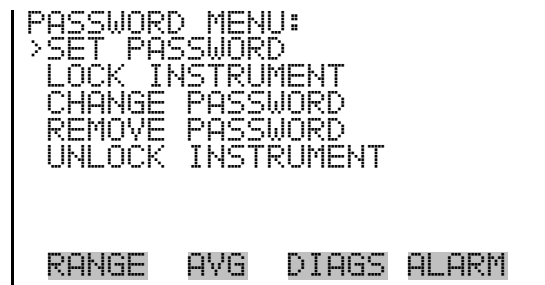 PASSWORD MENU:
>SET PASSWORD
LOCK INSTRUMENT
CHANGE PASSWORD
REMOVE PASSWORD
UNLOCK INSTRUMENT
RANGE AVG DIAGS ALARM